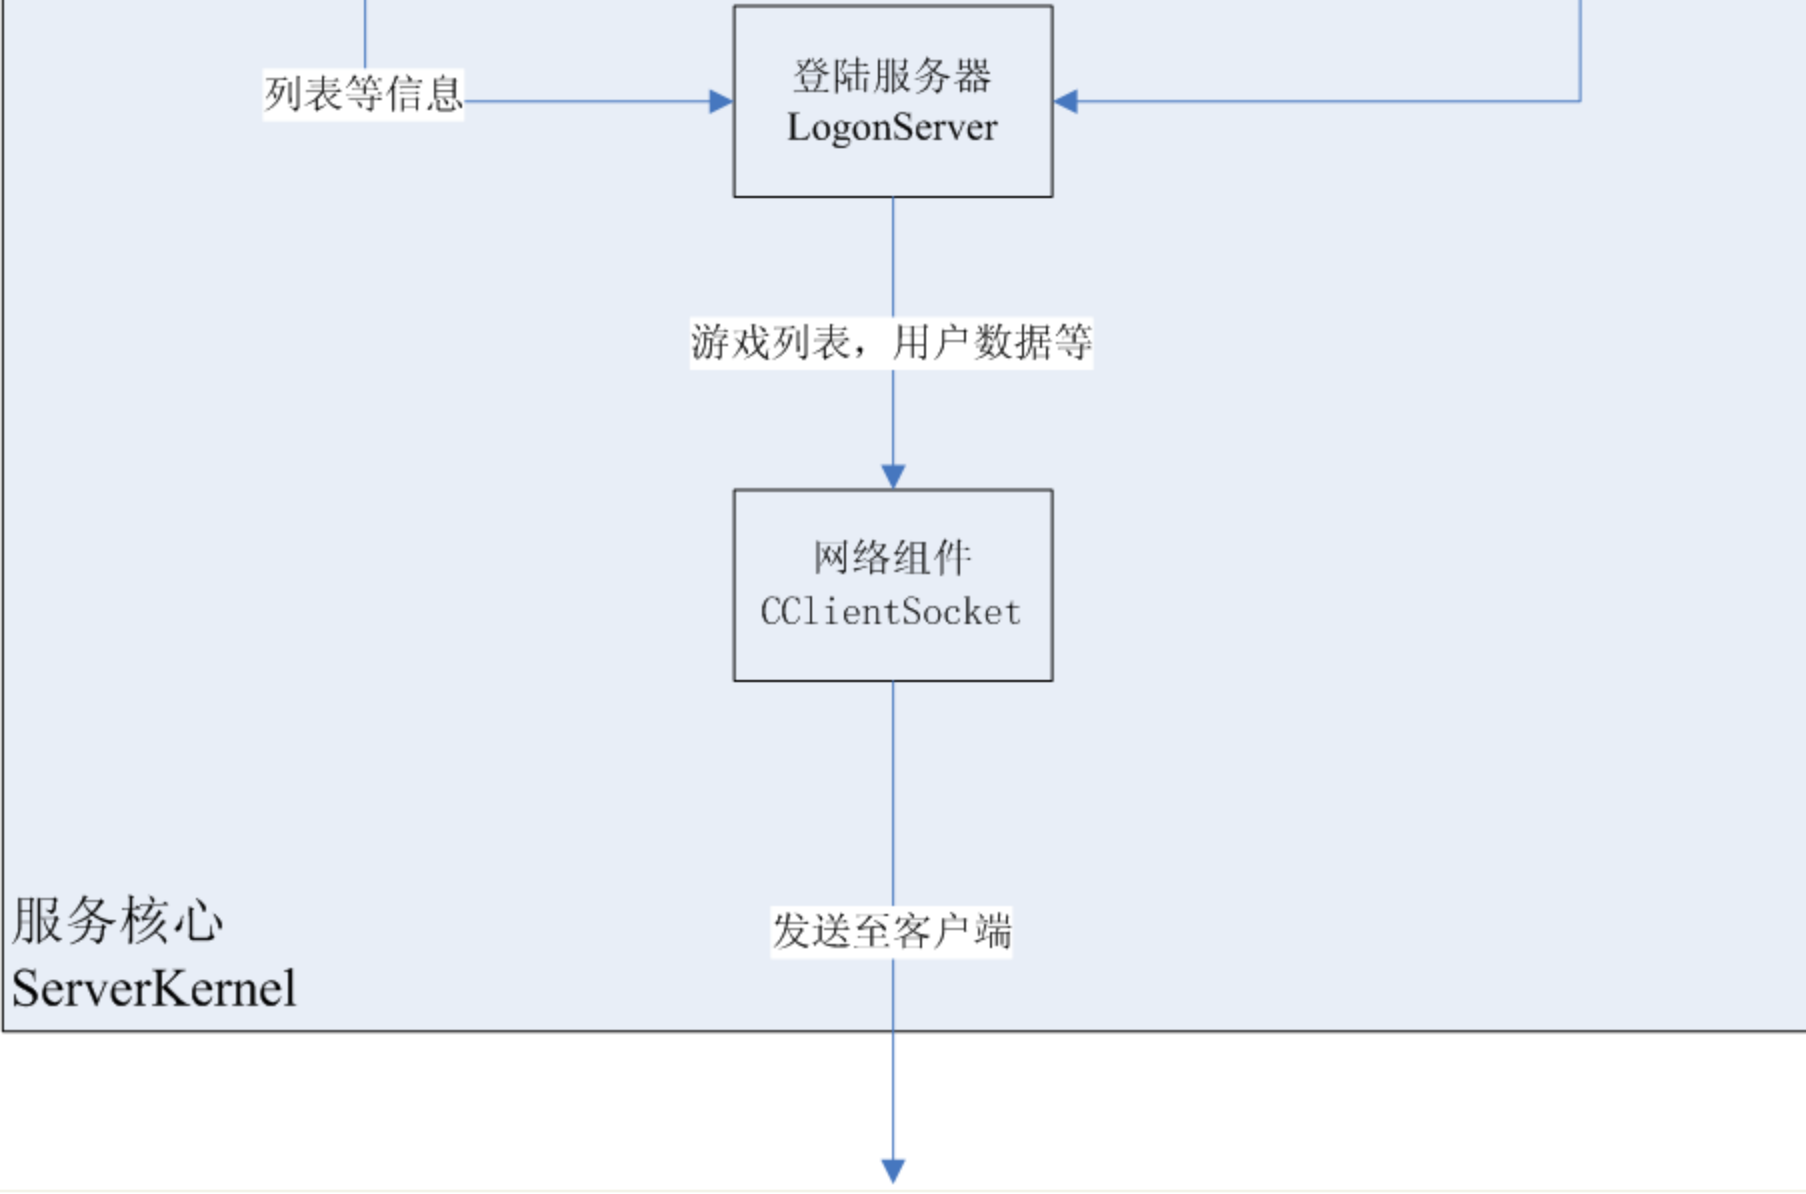 登陆服务器
LogonServer
列表等信息
游戏列表，用户数据等
网络组件
CClientSocket
发送至客户端
服务核心
ServerKernel